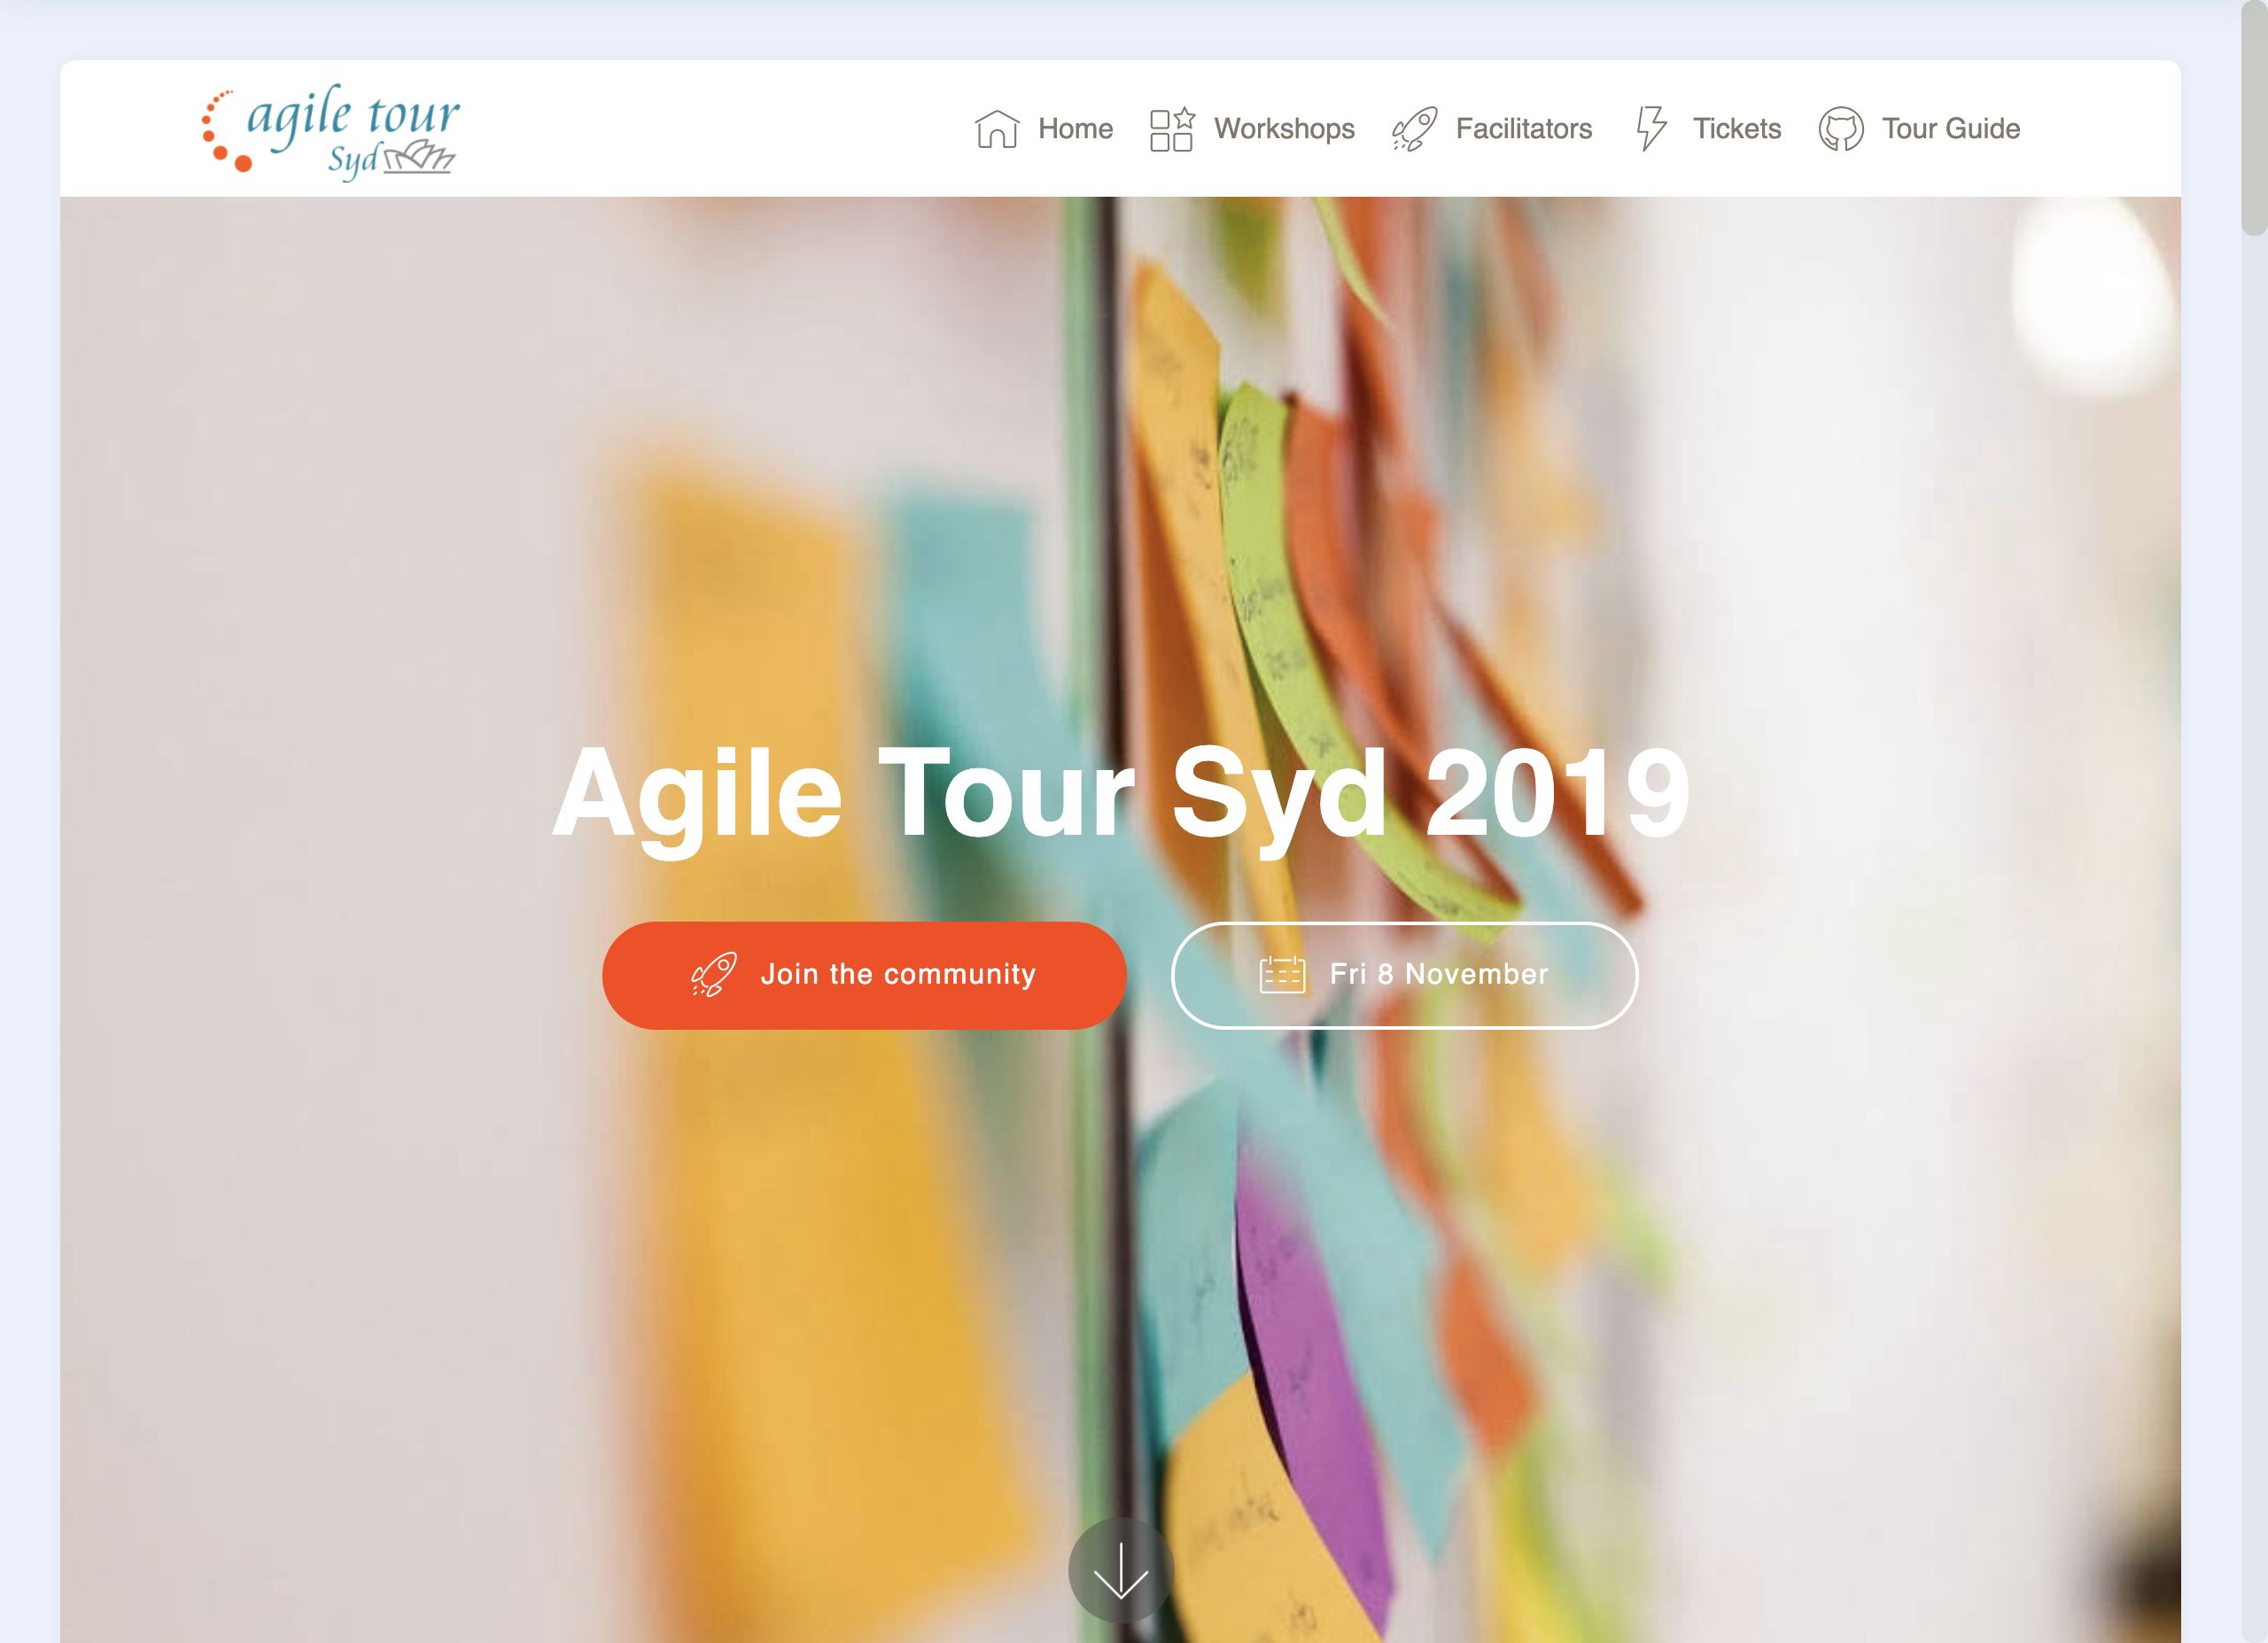 agile tour
Syd
Home
Workshops
Facilitators
Tickets
Tour Guide
Agile Tour Syd 2019
Join the community
Fri 8 November